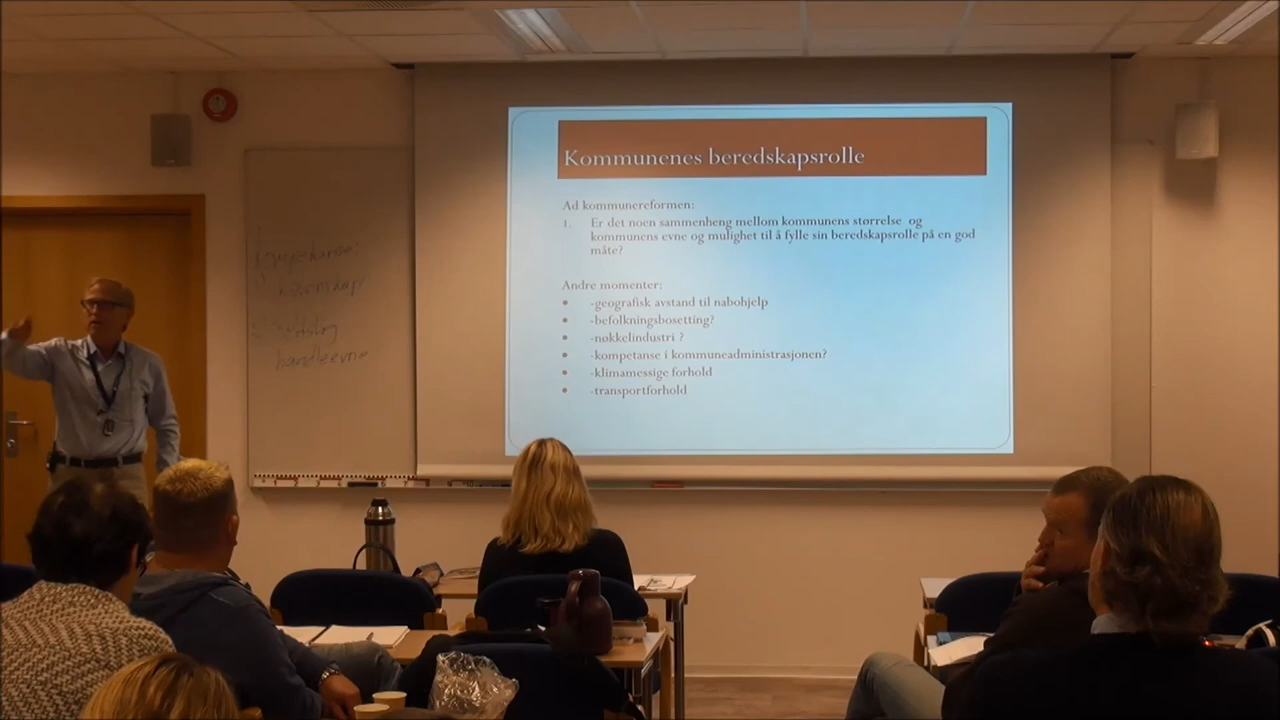 Kommunenes beredskapsrolle
Ad kommunereformen:
1. Er det noen sammenheng mellom kommunens størrelse og
kommunens evne og mulighet til å fylle sin beredskapsrolle på en god
måte?
Andre momenter:
• -geografisk avstand til nabohjelp
• -befolkningsbosetting?
• -nøkkelindustri ?
• -kompetanse i kommuneadministrasjonen?
• -klimamessige forhold
• -transportforhold
handleevne